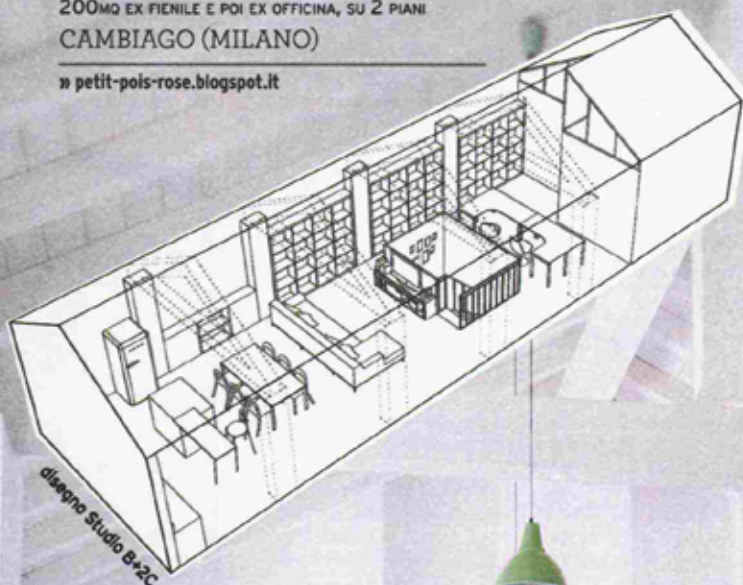 200MQ EX FIENILE E POI EX OFFICINA, SU 2 PIANI
CAMBIAGO (MILANO)
» petit-pois-rose.blogspot.it
disegno Studio B+2C